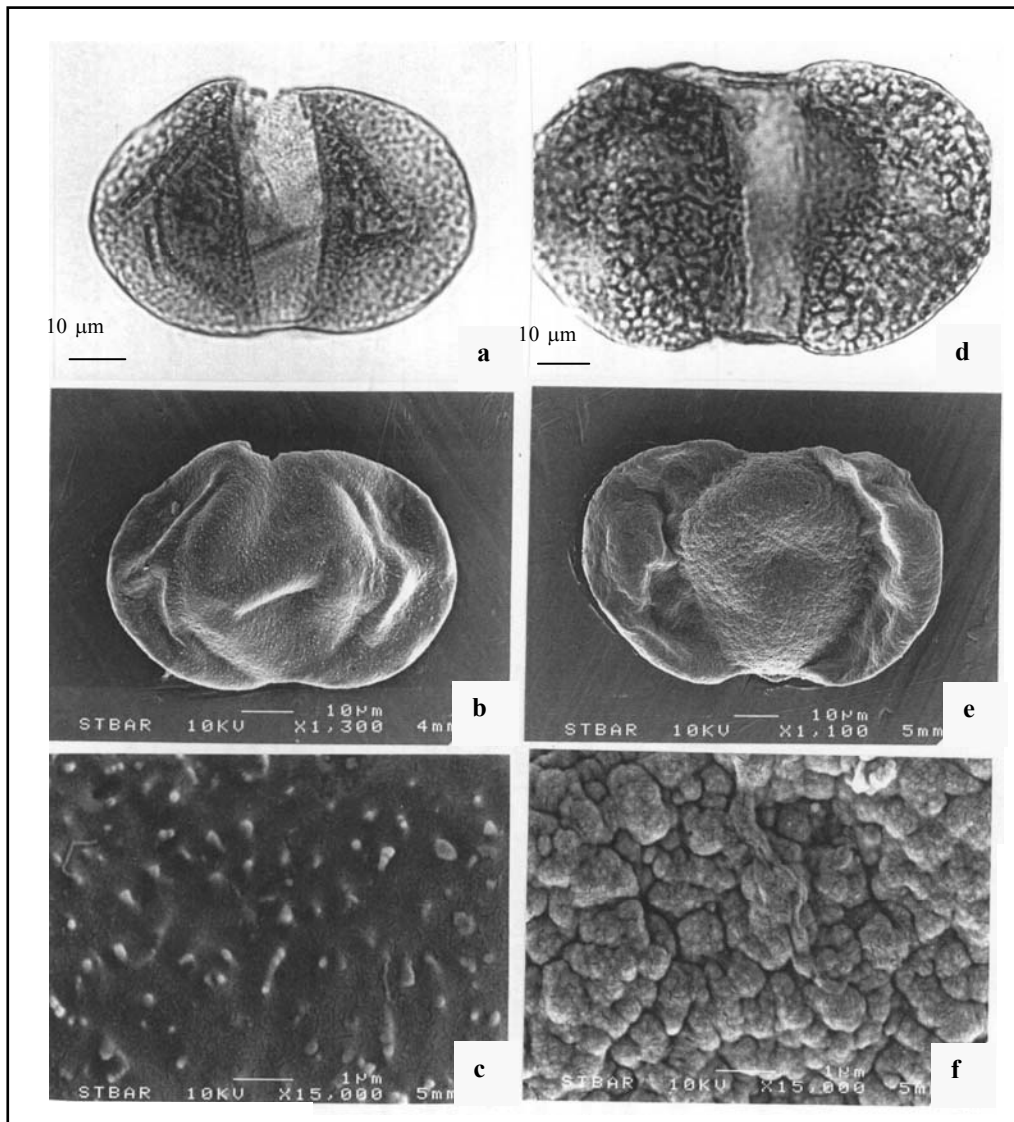 10 μm
a
10 μm
d
b
STBAR 10KV 10μm X1,300 4mm
e
STBAR 10KV 10μm X1,100 5mm
c
STBAR 10KV 1μm X15,000 5mm
f
STBAR 10KV 1μm X15,000 5mm